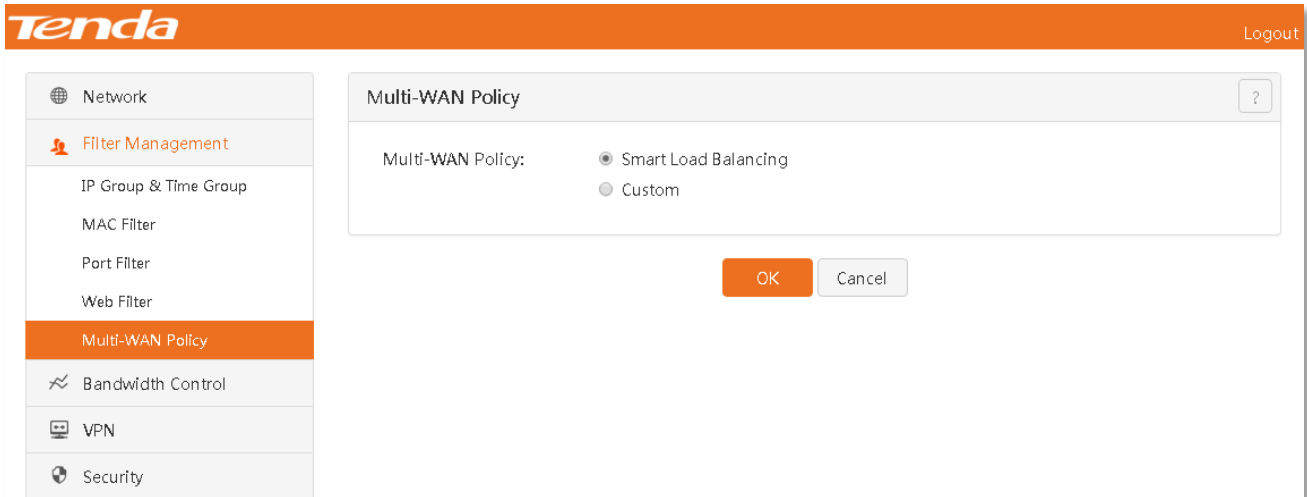 Tenda
Logout
Network
Filter Management
IP Group & Time Group
MAC Filter
Port Filter
Web Filter
Multi-WAN Policy
Bandwidth Control
VPN
Security
Multi-WAN Policy
?
Multi-WAN Policy:
Smart Load Balancing
Custom
OK
Cancel